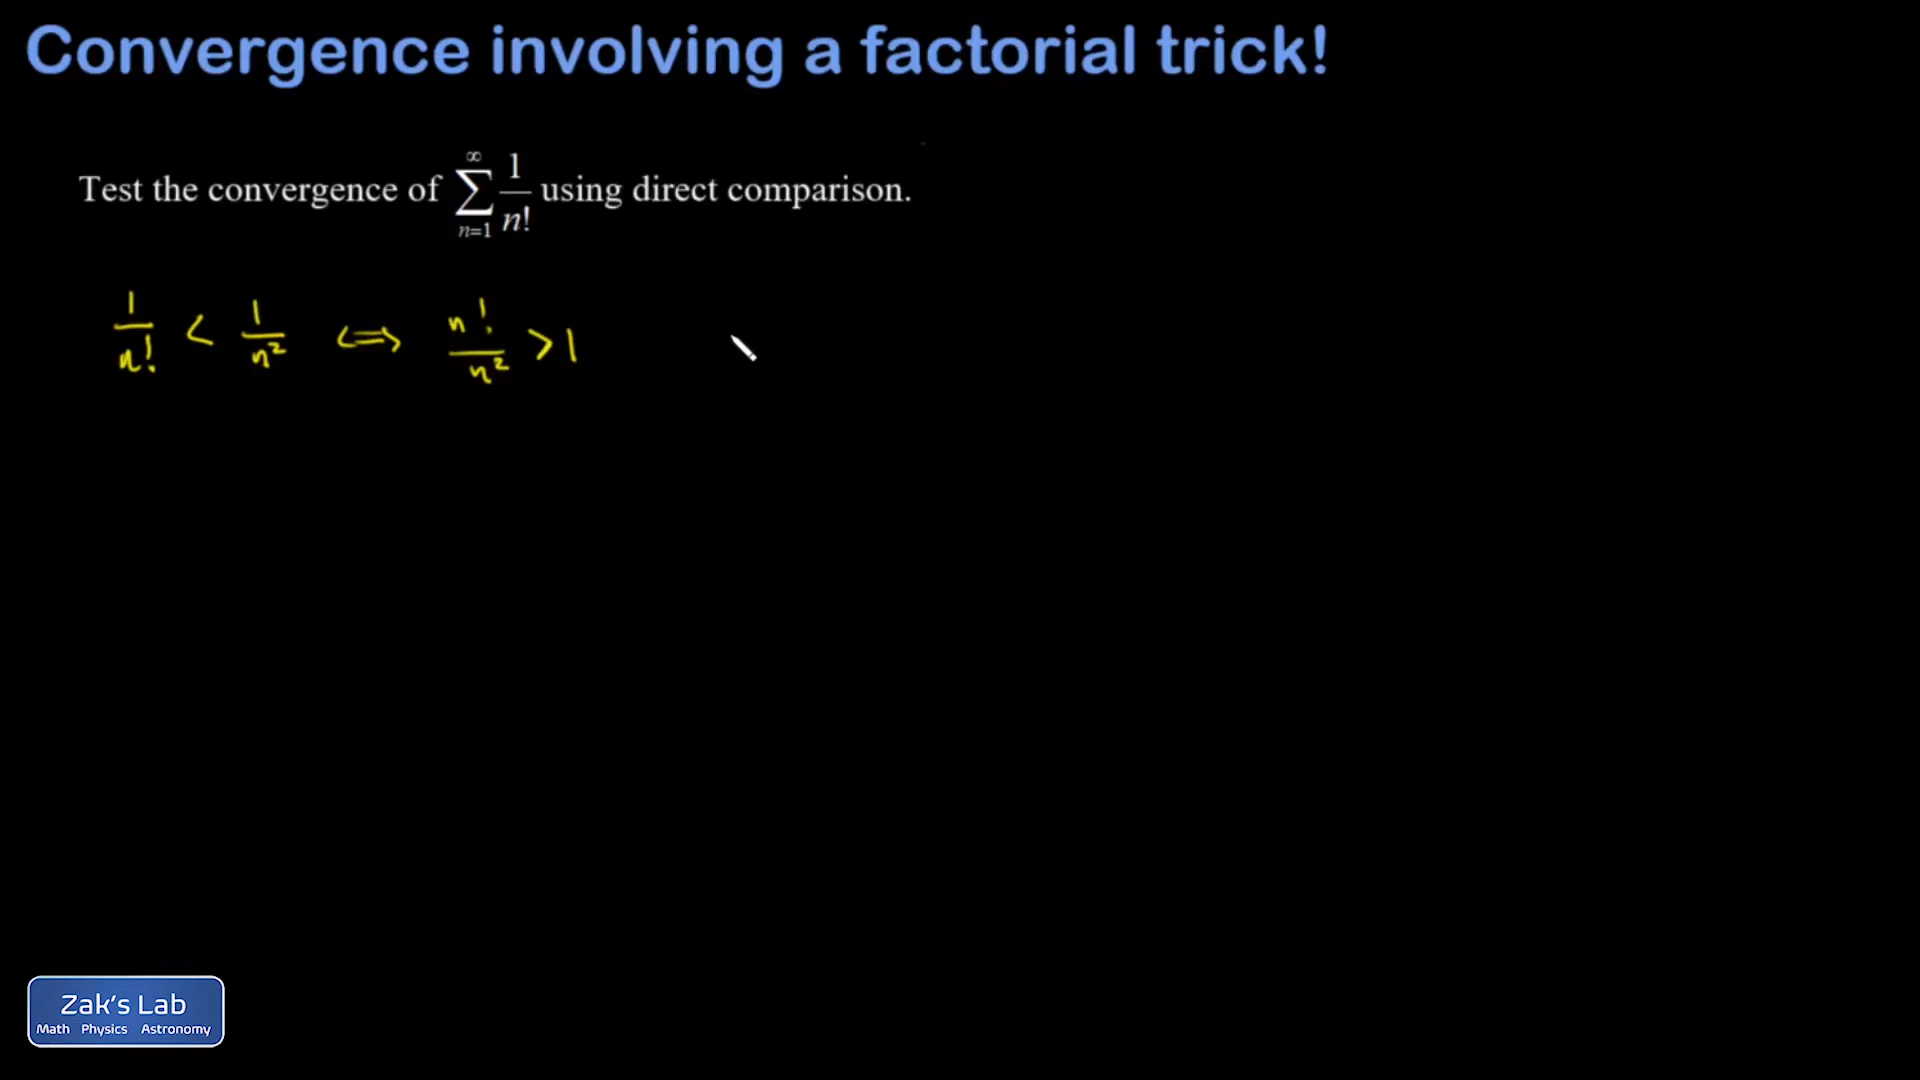 Convergence involving a factorial trick!
Test the convergence of ∑_{n=1}^{∞} 1/n! using direct comparison.
1/n! < 1/n² ⟺ n!/n² > 1
Zak's Lab
Math Physics Astronomy